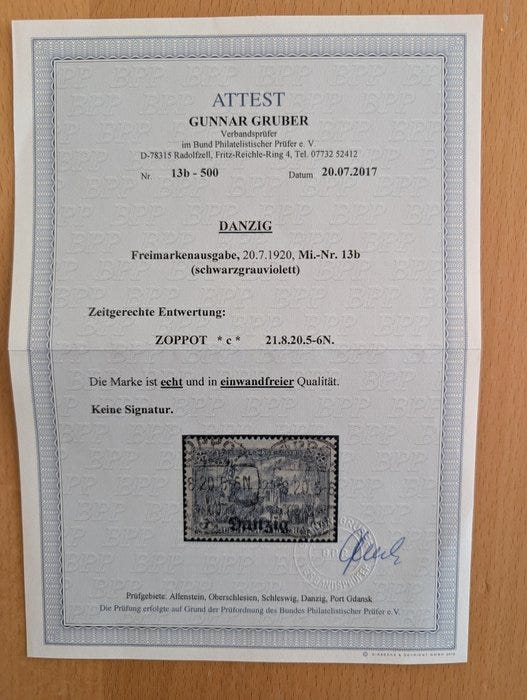 ATTEST
GUNNAR GRUBER
Verbandsprüfer
im Bund Philatelistischer Prüfer e. V.
D-78315 Radolfzell, Fritz-Reichle-Ring 4, Tel. 07732 52412
Nr. 13b - 500 Datum 20.07.2017
DANZIG
Freimarkenausgabe, 20.7.1920, Mi.-Nr. 13b
(schwarzgrauviolett)
Zeitgerechte Entwertung:
ZOPPOT * c * 21.8.20.5-6N.
Die Marke ist echt und in einwandfreier Qualität.
Keine Signatur.
Danzig
Prüfgebiete: Allenstein, Oberschlesien, Schleswig, Danzig, Port Gdansk
Die Prüfung erfolgte auf Grund der Prüfordnung des Bundes Philatelistischer Prüfer e.V.